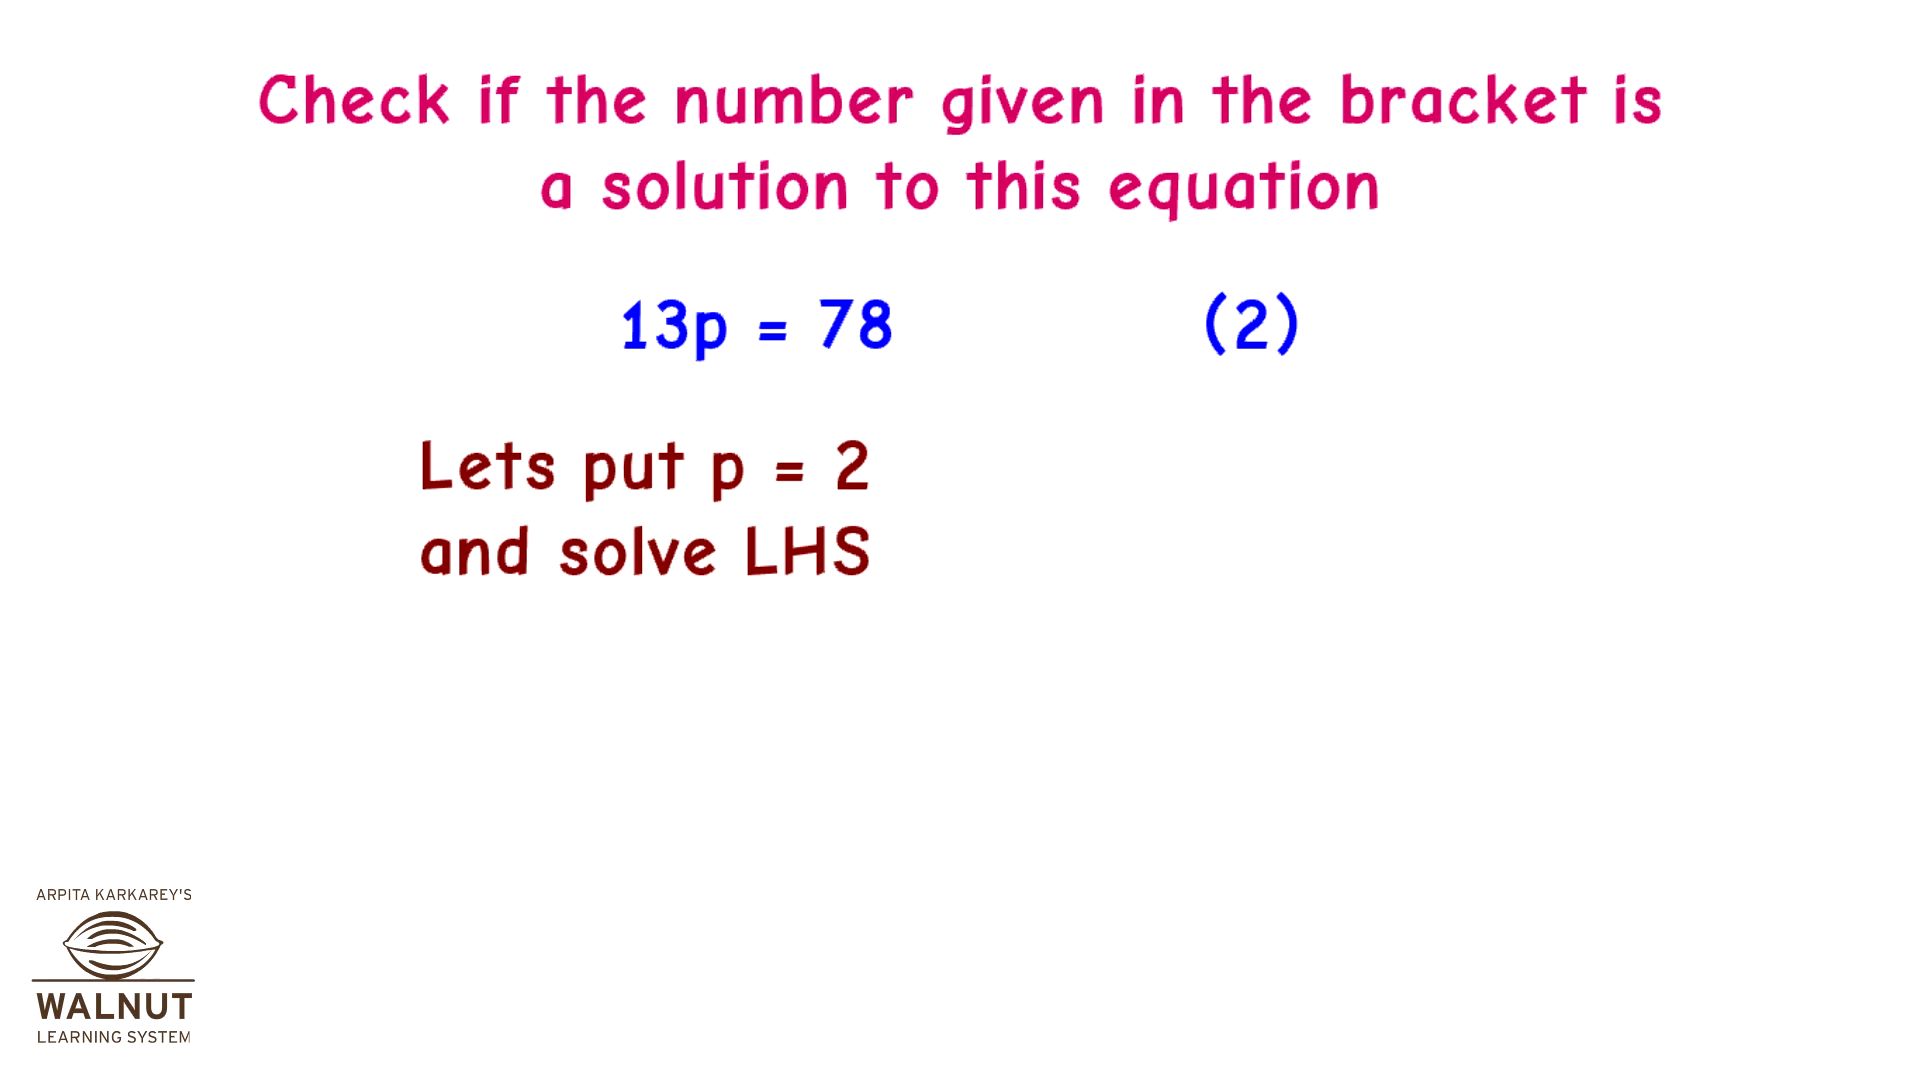 Check if the number given in the bracket is
a solution to this equation
13p = 78 (2)
Lets put p = 2
and solve LHS
ARPITA KARKAREY'S
WALNUT
LEARNING SYSTEM